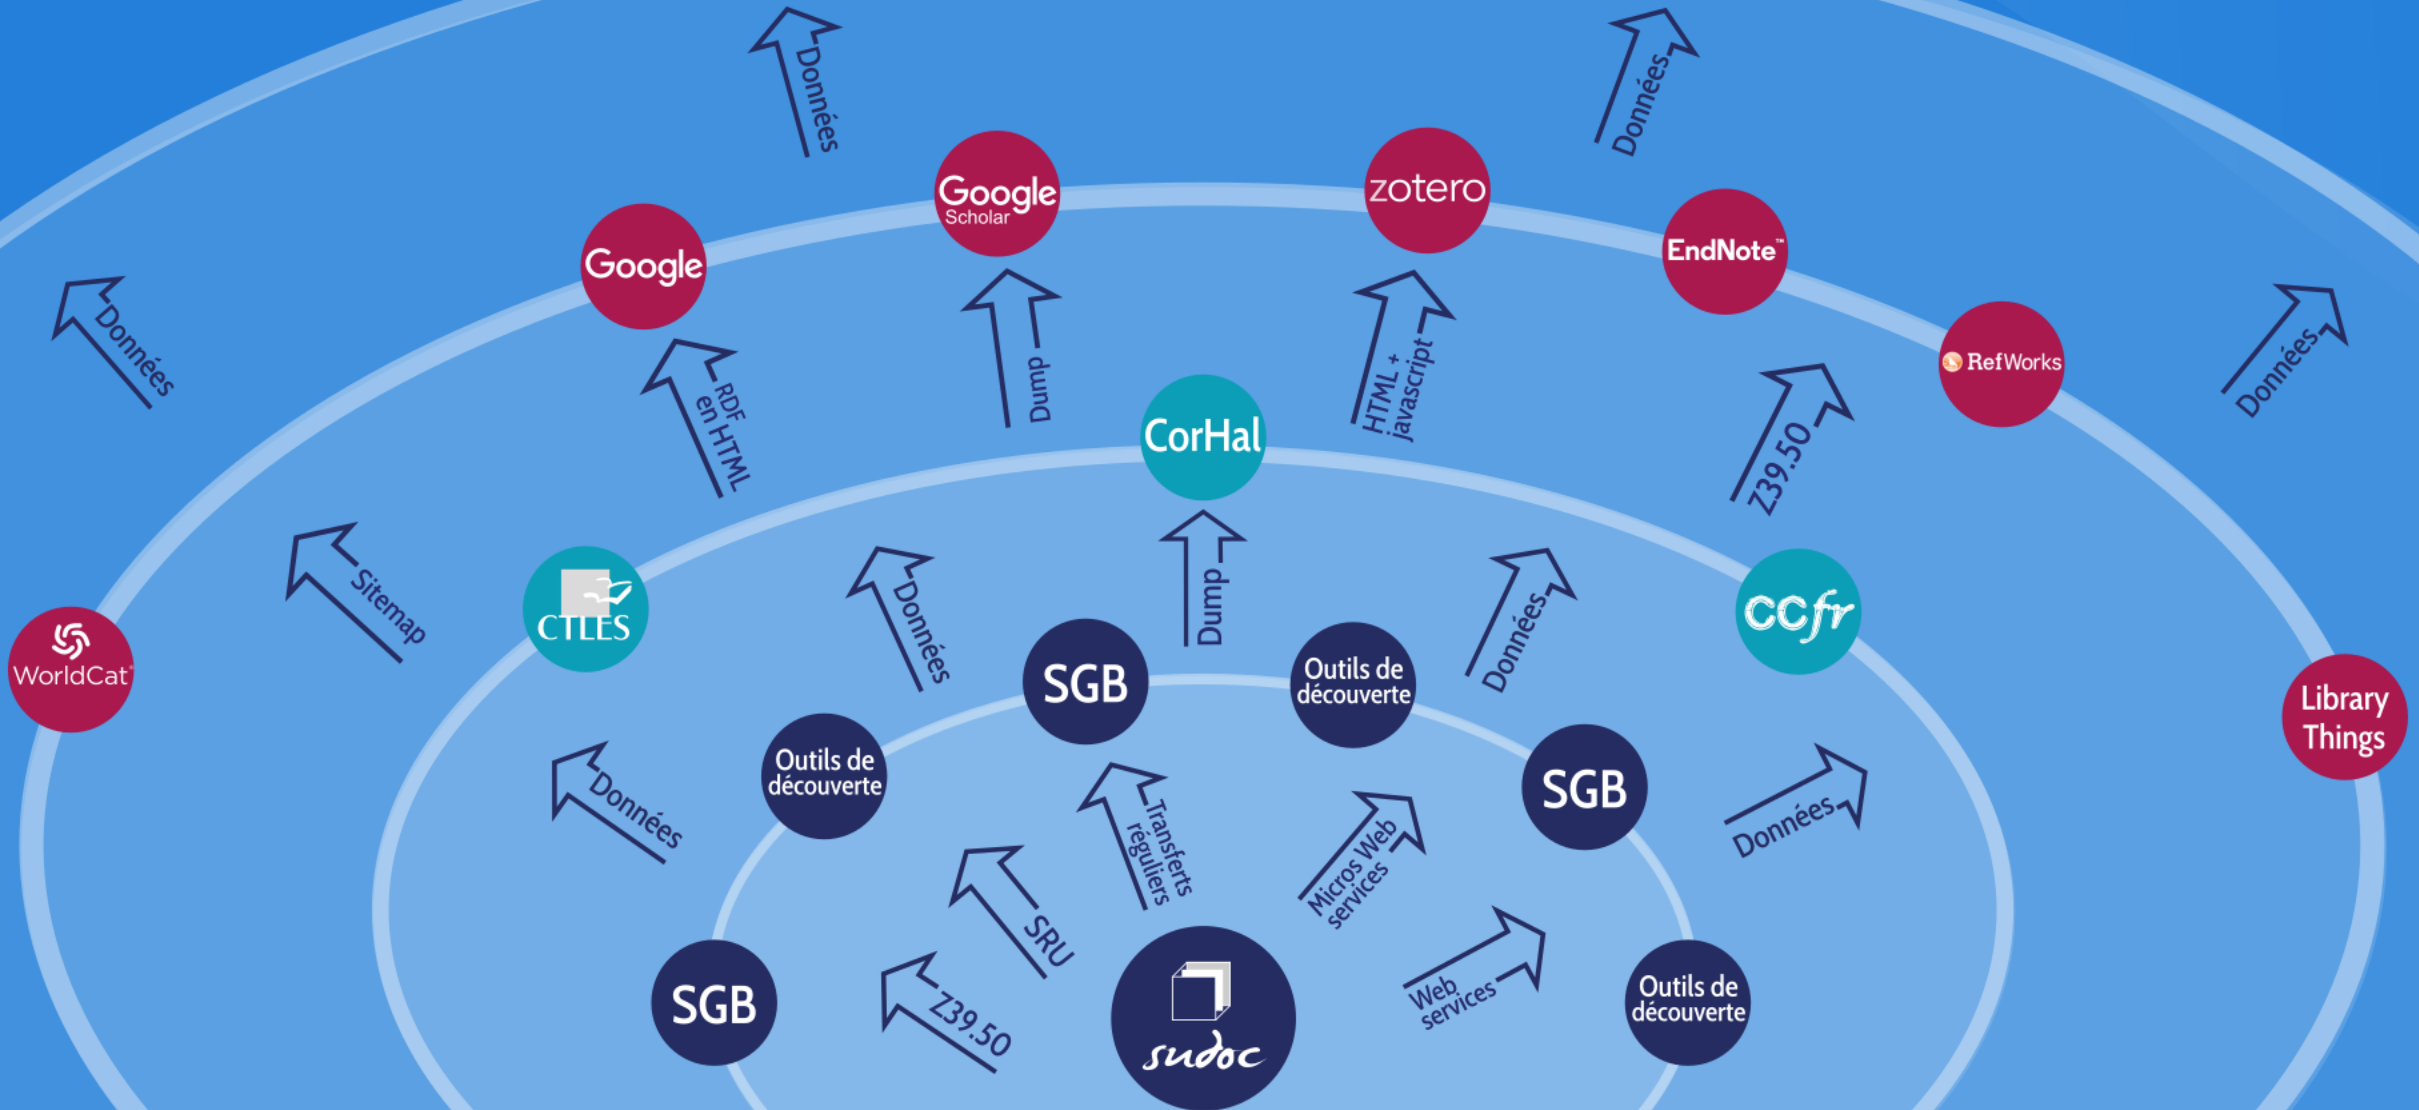 Données
Données
Google
Scholar
zotero
EndNote™
Google
RefWorks
Données
Données
RDF
en HTML
Dump
HTML +
javascript
Z39.50
CorHal
Sitemap
CTLES
Données
Dump
Données
CCfr
WorldCat
SGB
Outils de
découverte
Library
Things
Outils de
découverte
SGB
Données
Données
Transferts
réguliers
Micros Web
services
SRU
SGB
Z39.50
sudoc
Web
services
Outils de
découverte